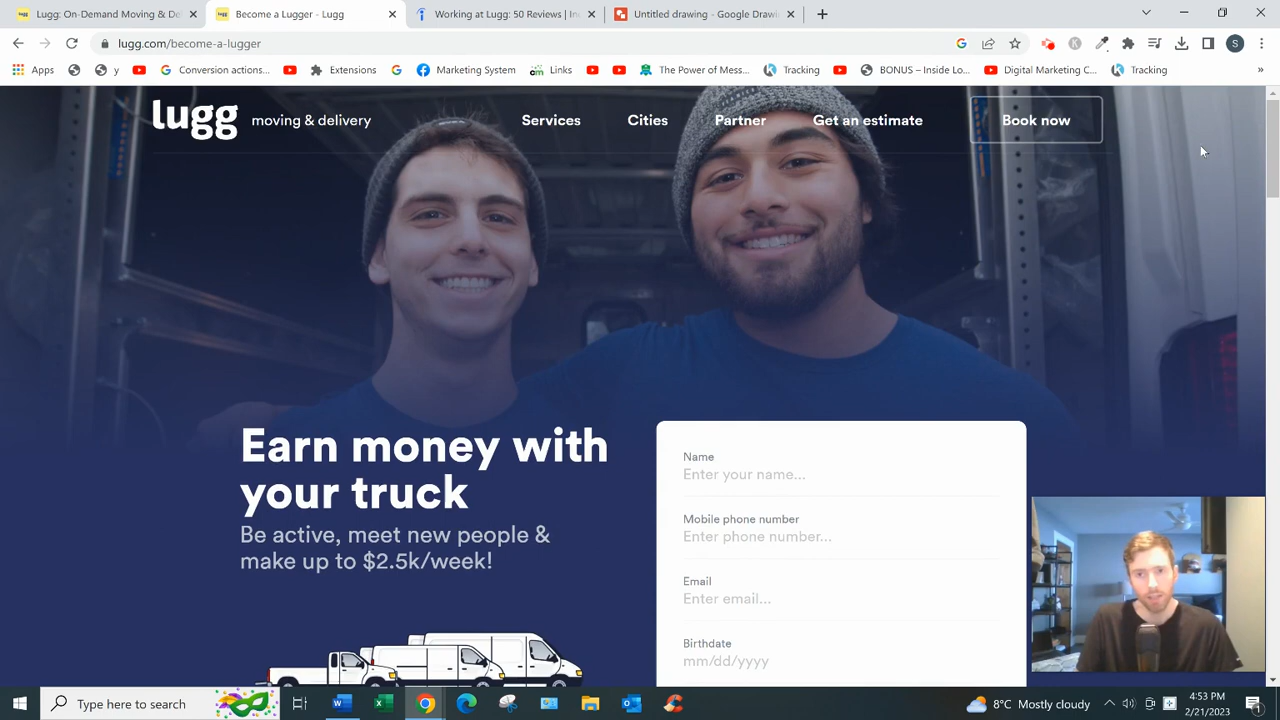 Lugg: On-Demand Moving & De
Become a Lugger - Lugg
Working at Lugg: 50 Reviews | In
Untitled drawing - Google Drawi
lugg.com/become-a-lugger
Apps
y
Conversion actions...
Extensions
Marketing System
Links
The Power of Mess...
Tracking
BONUS – Inside Lo...
Digital Marketing C...
Tracking
lugg
moving & delivery
Services
Cities
Partner
Get an estimate
Book now
Earn money with
your truck
Be active, meet new people &
make up to $2.5k/week!
Name
Enter your name...
Mobile phone number
Enter phone number...
Email
Enter email...
Birthdate
mm/dd/yyyy
Type here to search
8°C Mostly cloudy
4:53 PM
2/21/2023